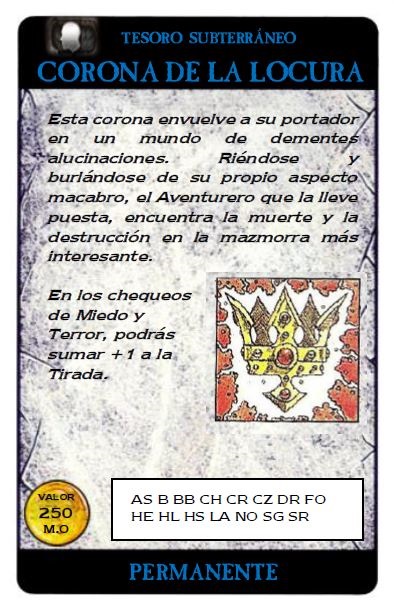 TESORO SUBTERRÁNEO
CORONA DE LA LOCURA
Esta corona envuelve a su portador
en un mundo de dementes
alucinaciones. Riéndose y
burlándose de su propio aspecto
macabro, el Aventurero que la lleve
puesta, encuentra la muerte y la
destrucción en la mazmorra más
interesante.
En los chequeos
de Miedo y
Terror, podrás
sumar +1 a la
Tirada.
VALOR
250
M.O
AS B BB CH CR CZ DR FO
HE HL HS LA NO SG SR
PERMANENTE